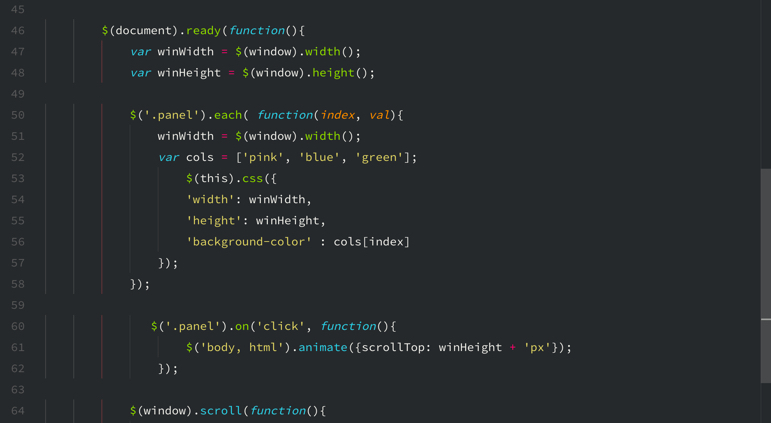 45
46 $(document).ready(function(){
47 var winWidth = $(window).width();
48 var winHeight = $(window).height();
49
50 $('.panel').each( function(index, val){
51 winWidth = $(window).width();
52 var cols = ['pink', 'blue', 'green'];
53 $(this).css({
54 'width': winWidth,
55 'height': winHeight,
56 'background-color' : cols[index]
57 });
58 });
59
60 $('.panel').on('click', function(){
61 $('body, html').animate({scrollTop: winHeight + 'px'});
62 });
63
64 $(window).scroll(function(){